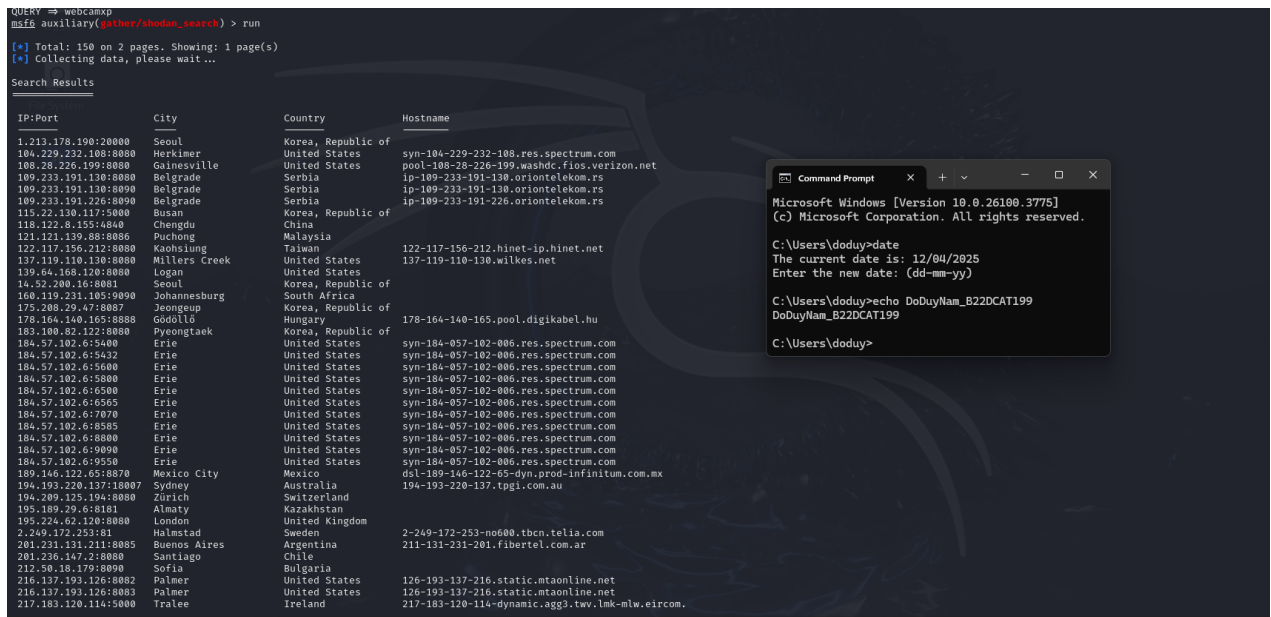 QUERY ⇒ webcamxp
msf6 auxiliary(gather/shodan_search) > run
[*] Total: 150 on 2 pages. Showing: 1 page(s)
[*] Collecting data, please wait ...
Search Results
File System
IP:Port City Country Hostname
1.213.178.190:20000 Seoul Korea, Republic of
104.229.232.108:8080 Herkimer United States syn-104-229-232-108.res.spectrum.com
108.28.226.199:8080 Gainesville United States pool-108-28-226-199.washdc.fios.verizon.net
109.233.191.130:8080 Belgrade Serbia ip-109-233-191-130.oriontelekom.rs
109.233.191.130:8090 Belgrade Serbia ip-109-233-191-130.oriontelekom.rs
109.233.191.226:8090 Belgrade Serbia ip-109-233-191-226.oriontelekom.rs
115.22.130.117:5000 Busan Korea, Republic of
118.122.8.155:4840 Chengdu China
121.121.139.88:8086 Puchong Malaysia
122.117.156.212:8080 Kaohsiung Taiwan 122-117-156-212.hinet-ip.hinet.net
137.119.110.130:8080 Millers Creek United States 137-119-110-130.wilkes.net
139.64.168.120:8080 Logan United States
14.52.200.16:8081 Seoul Korea, Republic of
160.119.231.105:9090 Johannesburg South Africa
175.208.29.47:8087 Jeongeup Korea, Republic of
178.164.140.165:8888 Gödöllő Hungary 178-164-140-165.pool.digikabel.hu
183.100.82.122:8080 Pyeongtaek Korea, Republic of
184.57.102.6:5400 Erie United States syn-184-057-102-006.res.spectrum.com
184.57.102.6:5432 Erie United States syn-184-057-102-006.res.spectrum.com
184.57.102.6:5600 Erie United States syn-184-057-102-006.res.spectrum.com
184.57.102.6:5800 Erie United States syn-184-057-102-006.res.spectrum.com
184.57.102.6:6500 Erie United States syn-184-057-102-006.res.spectrum.com
184.57.102.6:6565 Erie United States syn-184-057-102-006.res.spectrum.com
184.57.102.6:7070 Erie United States syn-184-057-102-006.res.spectrum.com
184.57.102.6:8585 Erie United States syn-184-057-102-006.res.spectrum.com
184.57.102.6:8800 Erie United States syn-184-057-102-006.res.spectrum.com
184.57.102.6:9090 Erie United States syn-184-057-102-006.res.spectrum.com
184.57.102.6:9550 Erie United States syn-184-057-102-006.res.spectrum.com
189.146.122.65:8870 Mexico City Mexico dsl-189-146-122-65-dyn.prod-infinitum.com.mx
194.193.220.137:18007 Sydney Australia 194-193-220-137.tpgi.com.au
194.209.125.194:8080 Zürich Switzerland
195.189.29.6:8181 Almaty Kazakhstan
195.224.62.120:8080 London United Kingdom
2.249.172.253:81 Halmstad Sweden 2-249-172-253-no600.tbcn.telia.com
201.231.131.211:8085 Buenos Aires Argentina 211-131-231-201.fibertel.com.ar
201.236.147.2:8080 Santiago Chile
212.50.18.179:8090 Sofia Bulgaria
216.137.193.126:8082 Palmer United States 126-193-137-216.static.mtaonline.net
216.137.193.126:8083 Palmer United States 126-193-137-216.static.mtaonline.net
217.183.120.114:5000 Tralee Ireland 217-183-120-114-dynamic.agg3.twv.lmk-mlw.eircom.
Command Prompt
Microsoft Windows [Version 10.0.26100.3775]
(c) Microsoft Corporation. All rights reserved.
C:\Users\doduy>date
The current date is: 12/04/2025
Enter the new date: (dd-mm-yy)
C:\Users\doduy>echo DoDuyNam_B22DCAT199
DoDuyNam_B22DCAT199
C:\Users\doduy>